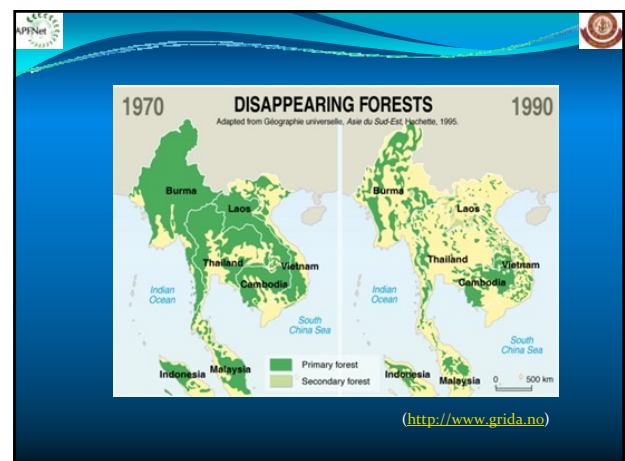 APFNet
1970 DISAPPEARING FORESTS 1990
Adapted from Géographie universelle, Asie du Sud-Est, Hachette, 1995.
Burma
Laos
Thailand
Vietnam
Cambodia
Indian
Ocean
South
China Sea
Indonesia
Malaysia
Primary forest
Secondary forest
Burma
Laos
Thailand
Vietnam
Cambodia
Indian
Ocean
South
China Sea
Indonesia
Malaysia
0 500 km
(http://www.grida.no)